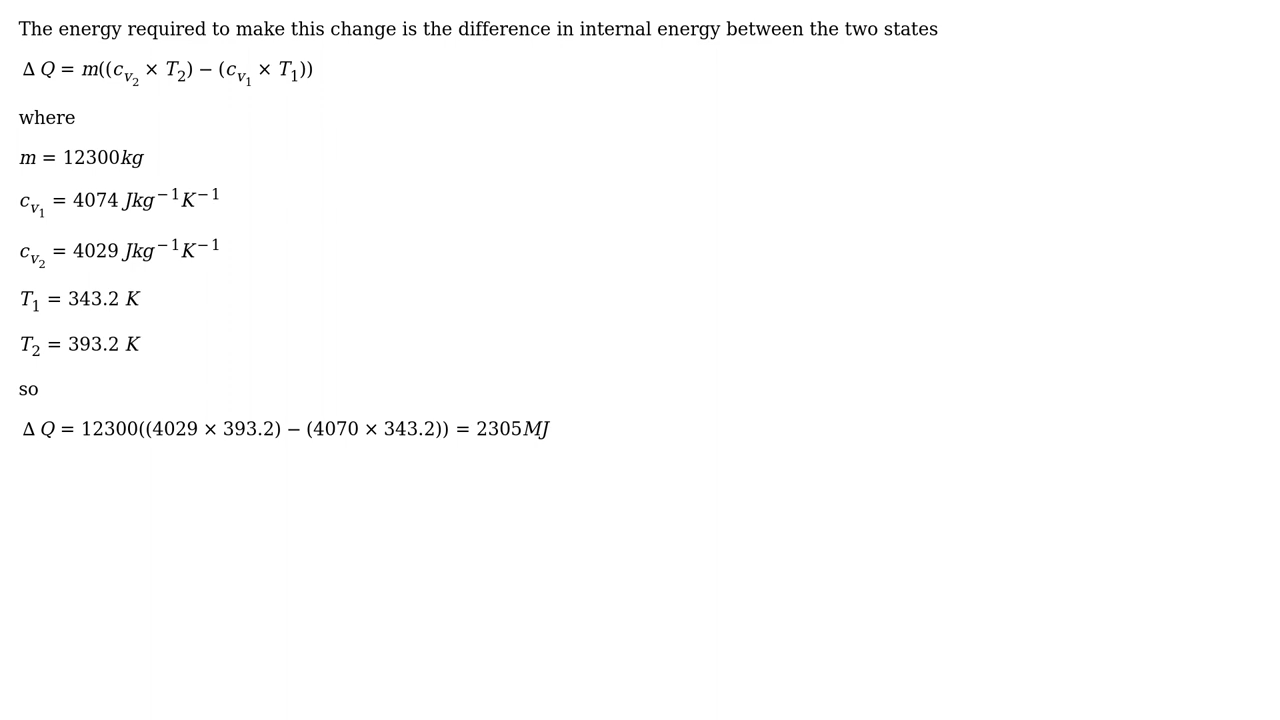 The energy required to make this change is the difference in internal energy between the two states
Δ Q = m((c_{v_2} × T_2) − (c_{v_1} × T_1))
where
m = 12300kg
c_{v_1} = 4074 Jkg^{−1}K^{−1}
c_{v_2} = 4029 Jkg^{−1}K^{−1}
T_1 = 343.2 K
T_2 = 393.2 K
so
Δ Q = 12300((4029 × 393.2) − (4070 × 343.2)) = 2305MJ